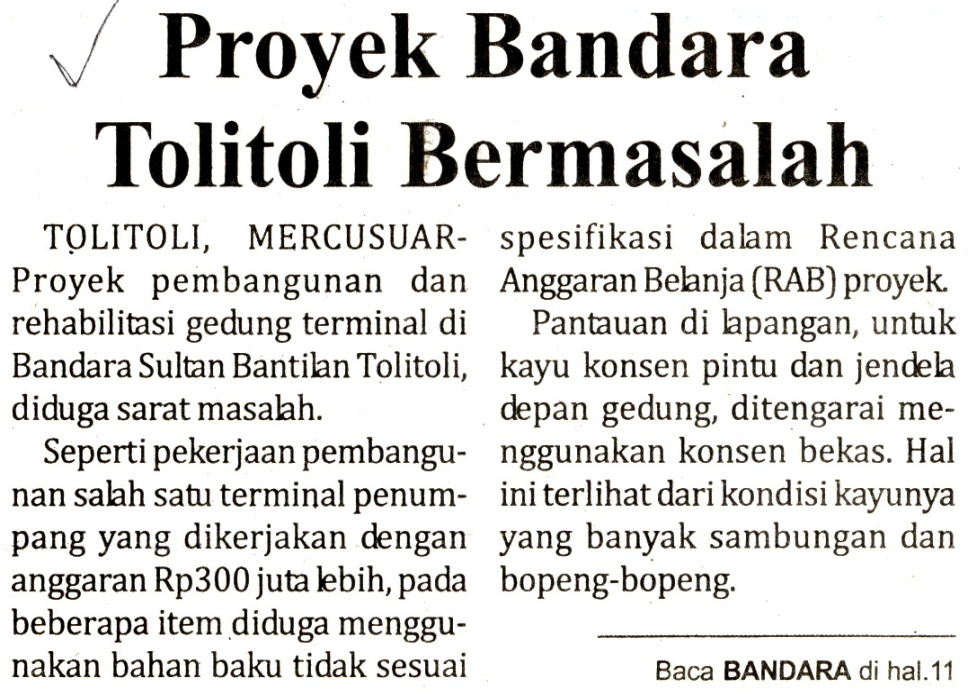 Proyek Bandara
Tolitoli Bermasalah
TOLITOLI, MERCUSUAR-
Proyek pembangunan dan
rehabilitasi gedung terminal di
Bandara Sultan Bantilan Tolitoli,
diduga sarat masalah.
Seperti pekerjaan pembangu-
nan salah satu terminal penum-
pang yang dikerjakan dengan
anggaran Rp300 juta lebih, pada
beberapa item diduga menggu-
nakan bahan baku tidak sesuai
spesifikasi dalam Rencana
Anggaran Belanja (RAB) proyek.
Pantauan di lapangan, untuk
kayu konsen pintu dan jendela
depan gedung, ditengarai me-
nggunakan konsen bekas. Hal
ini terlihat dari kondisi kayunya
yang banyak sambungan dan
bopeng-bopeng.
Baca BANDARA di hal.11